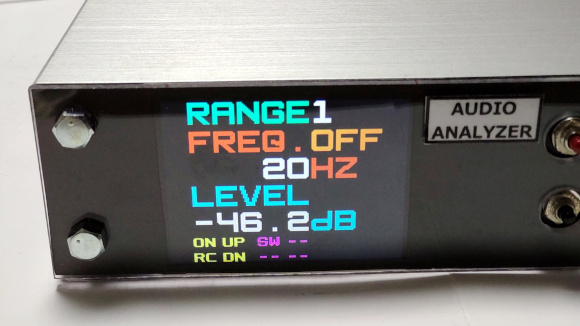 RANGE1
FREQ.OFF
20HZ
LEVEL
-46.2dB
ON UP SW --
RC DN -- --
AUDIO
ANALYZER